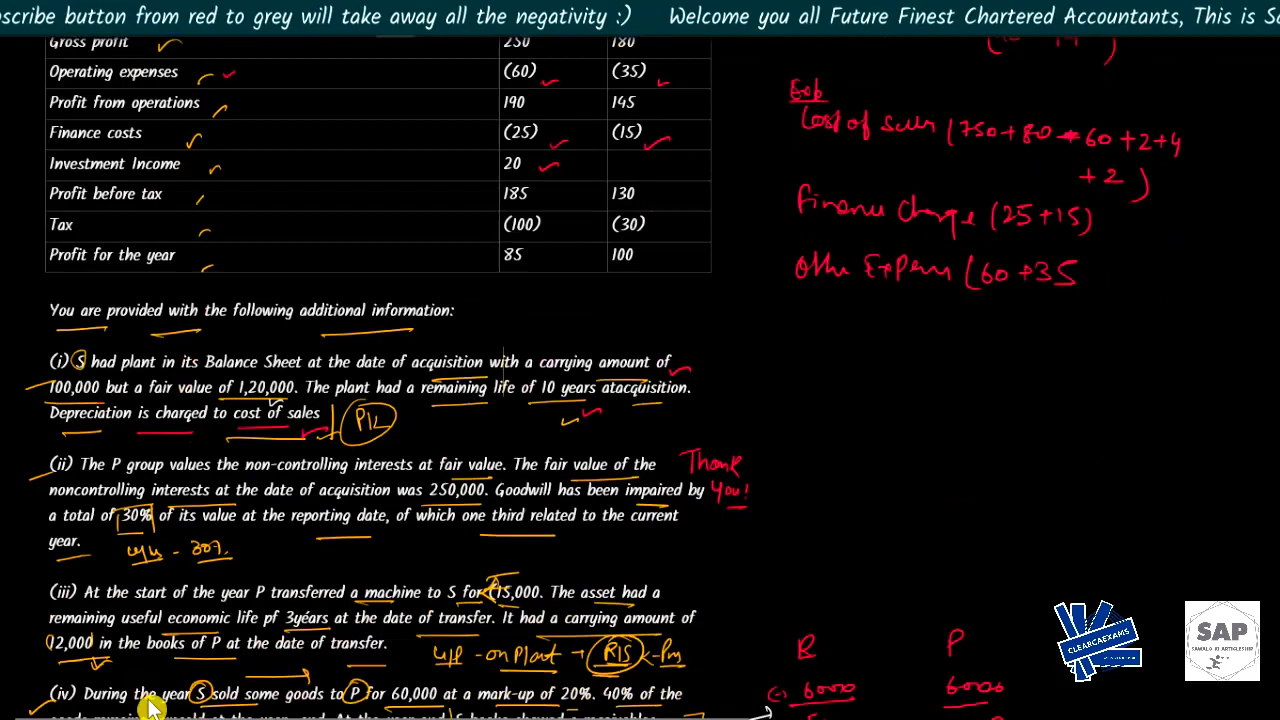 scribe button from red to grey will take away all the negativity :) Welcome you all Future Finest Chartered Accountants, This is Sa
Gross profit 250 180
Operating expenses (60) (35)
Profit from operations 190 145
Finance costs (25) (15)
Investment Income 20
Profit before tax 185 130
Tax (100) (30)
Profit for the year 85 100
Cost of Sales (750+80-60+2+4
+2)
Finance Charge (25+15)
Other Expens (60+35
You are provided with the following additional information:
(i) S had plant in its Balance Sheet at the date of acquisition with a carrying amount of
100,000 but a fair value of 1,20,000. The plant had a remaining life of 10 years atacquisition.
Depreciation is charged to cost of sales
P/L
(ii) The P group values the non-controlling interests at fair value. The fair value of the
noncontrolling interests at the date of acquisition was 250,000. Goodwill has been impaired by
a total of 30% of its value at the reporting date, of which one third related to the current
year.
Thank
You!
- 30%
(iii) At the start of the year P transferred a machine to S for 15,000. The asset had a
remaining useful economic life pf 3yéars at the date of transfer. It had a carrying amount of
12,000 in the books of P at the date of transfer.
U/P - on Plant → P/S
(iv) During the year S sold some goods to P for 60,000 at a mark-up of 20%. 40% of the
P
(-) 6000 6000
CLEARCAEXAMS
SAP
SAWALO KI ARTICLESHIP